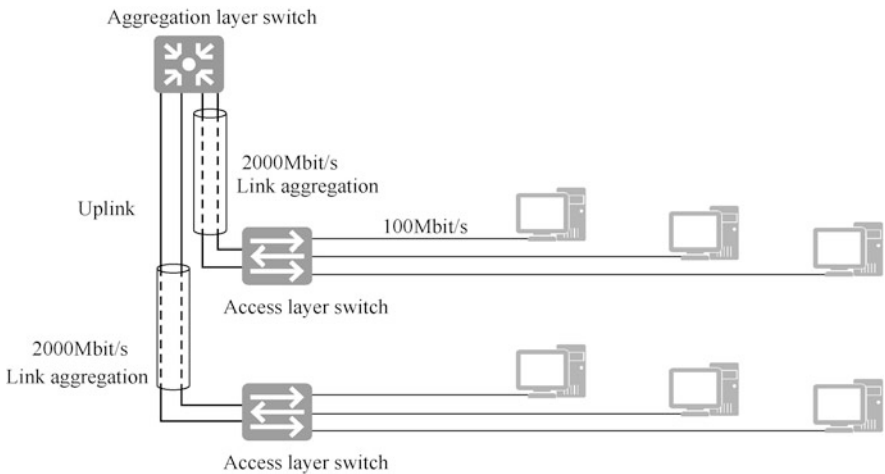 Aggregation layer switch
2000Mbit/s
Link aggregation
Uplink
100Mbit/s
Access layer switch
2000Mbit/s
Link aggregation
Access layer switch